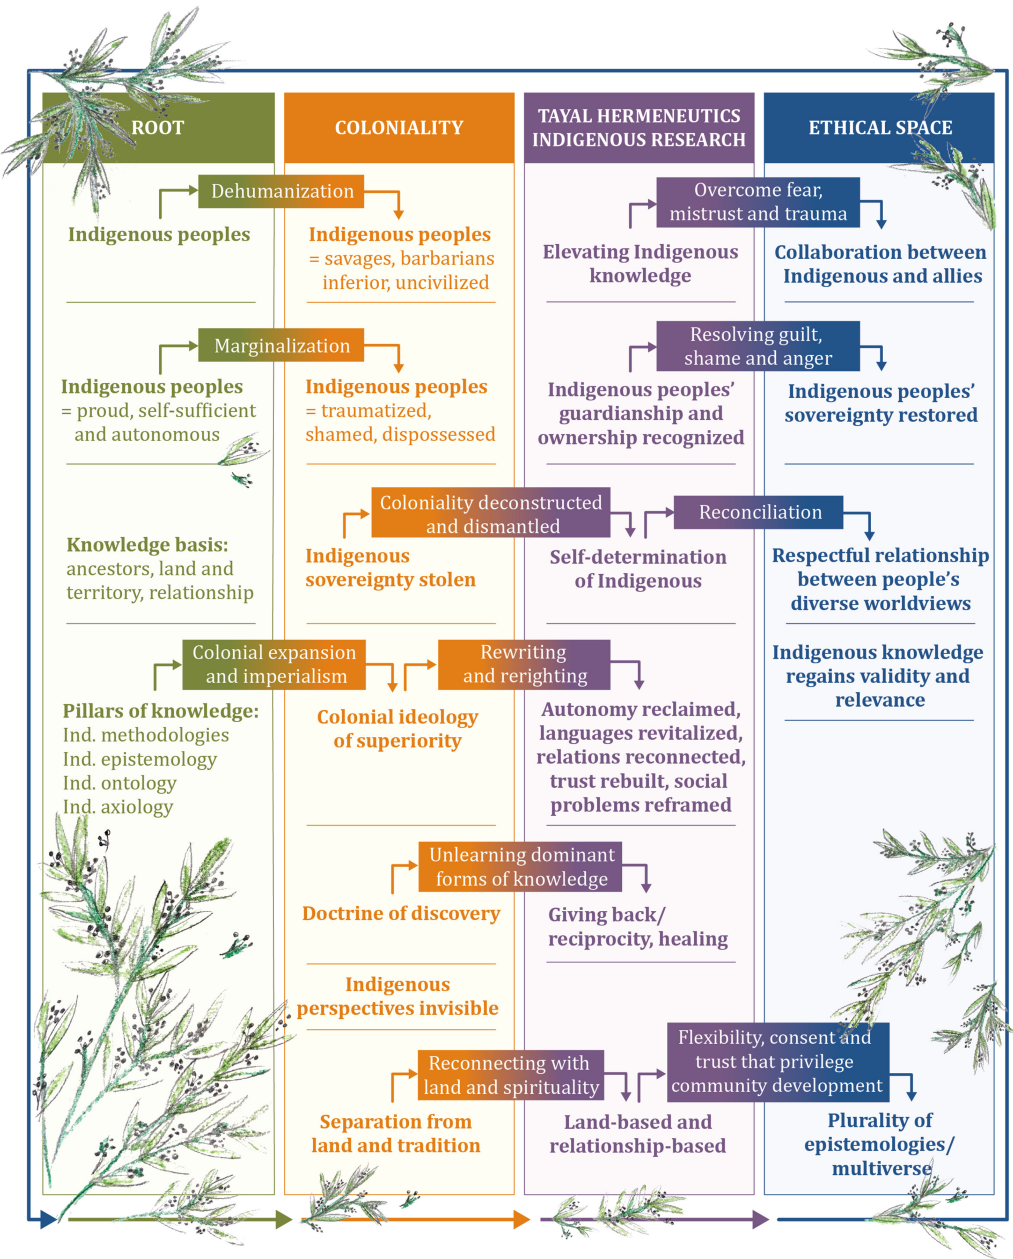 ROOT
COLONIALITY
TAYAL HERMENEUTICS
INDIGENOUS RESEARCH
ETHICAL SPACE
Dehumanization
Indigenous peoples
Indigenous peoples
= savages, barbarians
inferior, uncivilized
Overcome fear,
mistrust and trauma
Elevating Indigenous
knowledge
Collaboration between
Indigenous and allies
Marginalization
Indigenous peoples
= proud, self-sufficient
and autonomous
Indigenous peoples
= traumatized,
shamed, dispossessed
Resolving guilt,
shame and anger
Indigenous peoples’
guardianship and
ownership recognized
Indigenous peoples’
sovereignty restored
Knowledge basis:
ancestors, land and
territory, relationship
Coloniality deconstructed
and dismantled
Indigenous
sovereignty stolen
Self-determination
of Indigenous
Reconciliation
Respectful relationship
between people’s
diverse worldviews
Colonial expansion
and imperialism
Pillars of knowledge:
Ind. methodologies
Ind. epistemology
Ind. ontology
Ind. axiology
Colonial ideology
of superiority
Rewriting
and rerighting
Autonomy reclaimed,
languages revitalized,
relations reconnected,
trust rebuilt, social
problems reframed
Indigenous knowledge
regains validity and
relevance
Unlearning dominant
forms of knowledge
Doctrine of discovery
Giving back/
reciprocity, healing
Indigenous
perspectives invisible
Reconnecting with
land and spirituality
Separation from
land and tradition
Land-based and
relationship-based
Flexibility, consent and
trust that privilege
community development
Plurality of
epistemologies/
multiverse